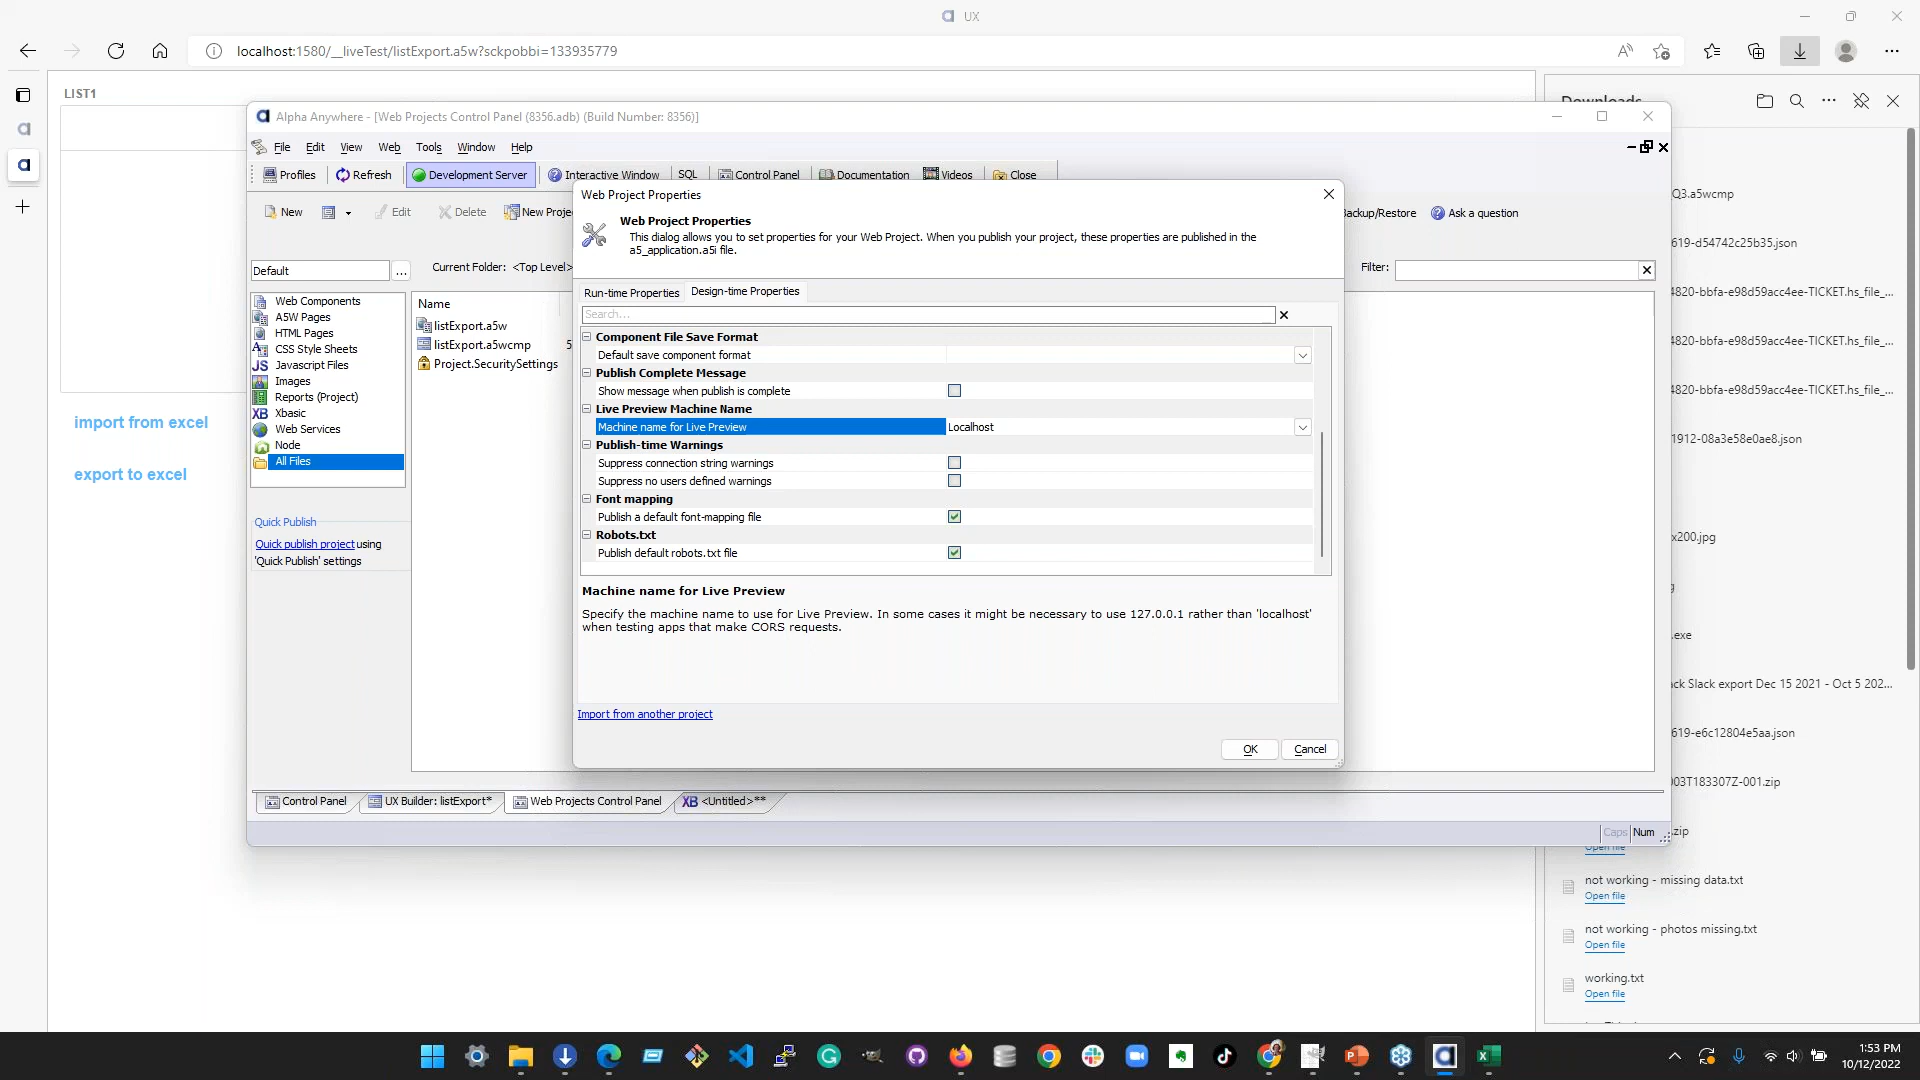 UX
localhost:1580/__liveTest/listExport.a5w?sckpobbi=133935779
LIST1
import from excel
export to excel
Alpha Anywhere - [Web Projects Control Panel (8356.adb) (Build Number: 8356)]
File Edit View Web Tools Window Help
Profiles Refresh Development Server Interactive Window SQL Control Panel Documentation Videos Close
New Edit Delete New Proje
Backup/Restore Ask a question
Default ... Current Folder: <Top Level>
Filter:
Web Components
A5W Pages
HTML Pages
CSS Style Sheets
JS Javascript Files
Images
Reports (Project)
XB Xbasic
Web Services
Node
All Files
Quick Publish
Quick publish project using
'Quick Publish' settings
Name
listExport.a5w
listExport.a5wcmp 5
Project.SecuritySettings
Web Project Properties
Web Project Properties
This dialog allows you to set properties for your Web Project. When you publish your project, these properties are published in the
a5_application.a5i file.
Run-time Properties Design-time Properties
Search...
Component File Save Format
Default save component format
Publish Complete Message
Show message when publish is complete
Live Preview Machine Name
Machine name for Live Preview Localhost
Publish-time Warnings
Suppress connection string warnings
Suppress no users defined warnings
Font mapping
Publish a default font-mapping file
Robots.txt
Publish default robots.txt file
Machine name for Live Preview
Specify the machine name to use for Live Preview. In some cases it might be necessary to use 127.0.0.1 rather than 'localhost'
when testing apps that make CORS requests.
Import from another project
OK Cancel
Control Panel UX Builder: listExport* Web Projects Control Panel XB <Untitled>**
Caps Num
Downloads
Q3.a5wcmp
619-d54742c25b35.json
4820-bbfa-e98d59acc4ee-TICKET.hs_file_...
4820-bbfa-e98d59acc4ee-TICKET.hs_file_...
4820-bbfa-e98d59acc4ee-TICKET.hs_file_...
1912-08a3e58e0ae8.json
x200.jpg
.exe
ck Slack export Dec 15 2021 - Oct 5 202...
619-e6c12804e5aa.json
003T183307Z-001.zip
.zip
Open file
not working - missing data.txt
Open file
not working - photos missing.txt
Open file
working.txt
Open file
1:53 PM
10/12/2022